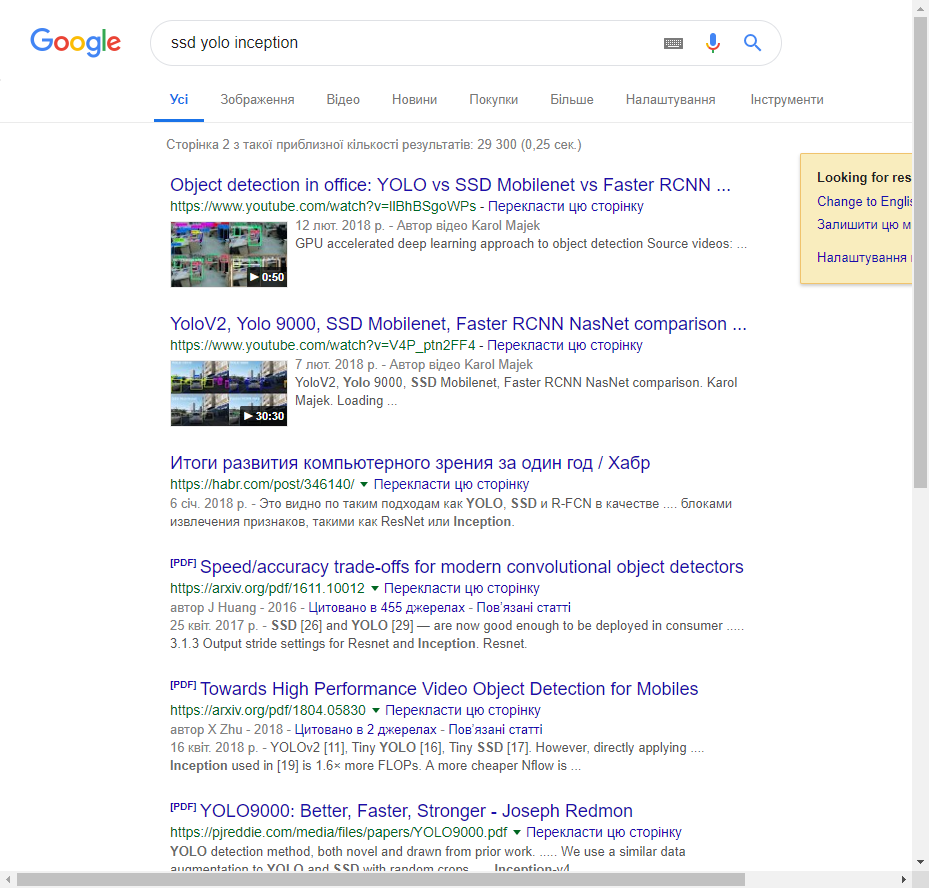 Google
ssd yolo inception
Усі Зображення Відео Новини Покупки Більше Налаштування Інструменти
Сторінка 2 з такої приблизної кількості результатів: 29 300 (0,25 сек.)
Looking for res
Change to Englis
Залишити цю м
Налаштування
Object detection in office: YOLO vs SSD Mobilenet vs Faster RCNN ...
https://www.youtube.com/watch?v=IlBhBSgoWPs - Перекласти цю сторінку
12 лют. 2018 р. - Автор відео Karol Majek
GPU accelerated deep learning approach to object detection Source videos: ...
0:50
YoloV2, Yolo 9000, SSD Mobilenet, Faster RCNN NasNet comparison ...
https://www.youtube.com/watch?v=V4P_ptn2FF4 - Перекласти цю сторінку
7 лют. 2018 р. - Автор відео Karol Majek
YoloV2, Yolo 9000, SSD Mobilenet, Faster RCNN NasNet comparison. Karol
Majek. Loading ...
30:30
Итоги развития компьютерного зрения за один год / Хабр
https://habr.com/post/346140/ Перекласти цю сторінку
6 січ. 2018 р. - Это видно по таким подходам как YOLO, SSD и R-FCN в качестве .... блоками
извлечения признаков, такими как ResNet или Inception.
[PDF] Speed/accuracy trade-offs for modern convolutional object detectors
https://arxiv.org/pdf/1611.10012 Перекласти цю сторінку
автор J Huang - 2016 - Цитовано в 455 джерелах - Пов'язані статті
25 квіт. 2017 р. - SSD [26] and YOLO [29] — are now good enough to be deployed in consumer .....
3.1.3 Output stride settings for Resnet and Inception. Resnet.
[PDF] Towards High Performance Video Object Detection for Mobiles
https://arxiv.org/pdf/1804.05830 Перекласти цю сторінку
автор X Zhu - 2018 - Цитовано в 2 джерелах - Пов'язані статті
16 квіт. 2018 р. - YOLOv2 [11], Tiny YOLO [16], Tiny SSD [17]. However, directly applying ....
Inception used in [19] is 1.6× more FLOPs. A more cheaper Nflow is ...
[PDF] YOLO9000: Better, Faster, Stronger - Joseph Redmon
https://pjreddie.com/media/files/papers/YOLO9000.pdf Перекласти цю сторінку
YOLO detection method, both novel and drawn from prior work. ..... We use a similar data
augmentation to YOLO and SSD with random crops, ... Inception-v4